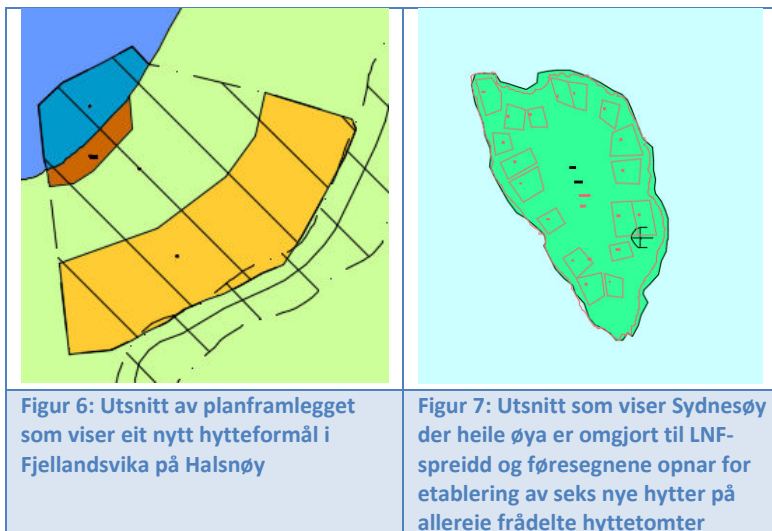 Figur 6: Utsnitt av planframlegget
som viser eit nytt hytteformål i
Fjellandsvika på Halsnøy
Figur 7: Utsnitt som viser Sydnesøy
der heile øya er omgjort til LNF-
spreidd og føresegnene opnar for
etablering av seks nye hytter på
allereie frådelte hyttetomter